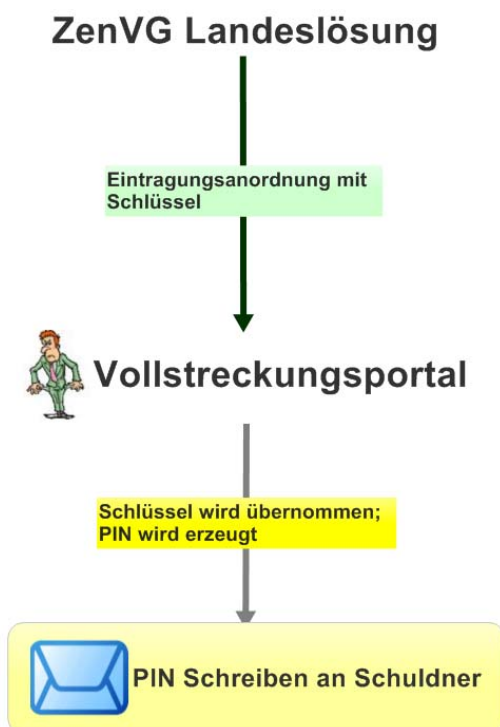 ZenVG Landeslösung
Eintragungsanordnung mit
Schlüssel
Vollstreckungsportal
Schlüssel wird übernommen;
PIN wird erzeugt
PIN Schreiben an Schuldner